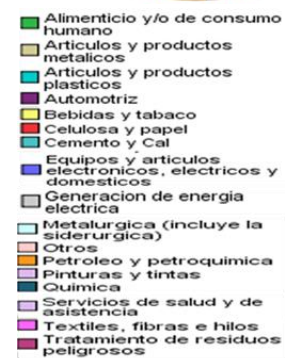 Alimenticio y/o de consumo
humano
Articulos y productos
metalicos
Articulos y productos
plasticos
Automotriz
Bebidas y tabaco
Celulosa y papel
Cemento y Cal
Equipos y articulos
electronicos, electricos y
domesticos
Generacion de energia
electrica
Metalurgica (incluye la
siderurgica)
Otros
Petroleo y petroquimica
Pinturas y tintas
Quimica
Servicios de salud y de
asistencia
Textiles, fibras e hilos
Tratamiento de residuos
peligrosos